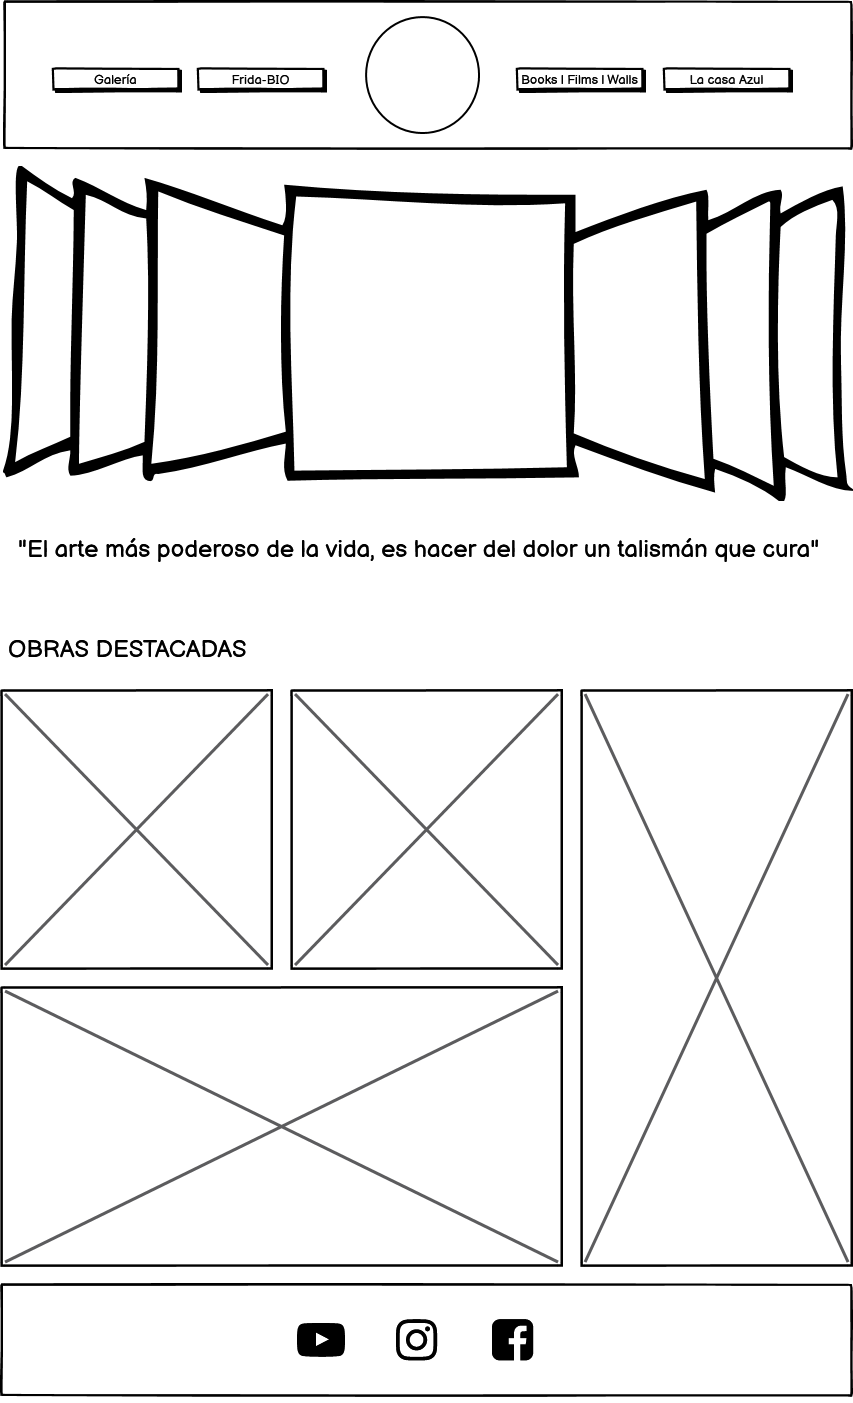 Galería
Frida-BIO
Books | Films | Walls
La casa Azul
"El arte más poderoso de la vida, es hacer del dolor un talismán que cura"
OBRAS DESTACADAS